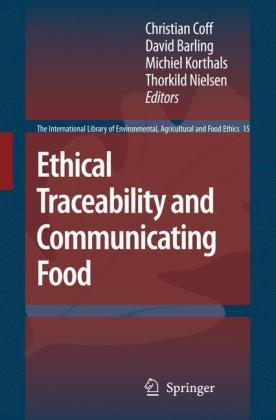 Christian Coff
David Barling
Michiel Korthals
Thorkild Nielsen
Editors
The International Library of Environmental, Agricultural and Food Ethics 15
Ethical
Traceability and
Communicating
Food
Springer